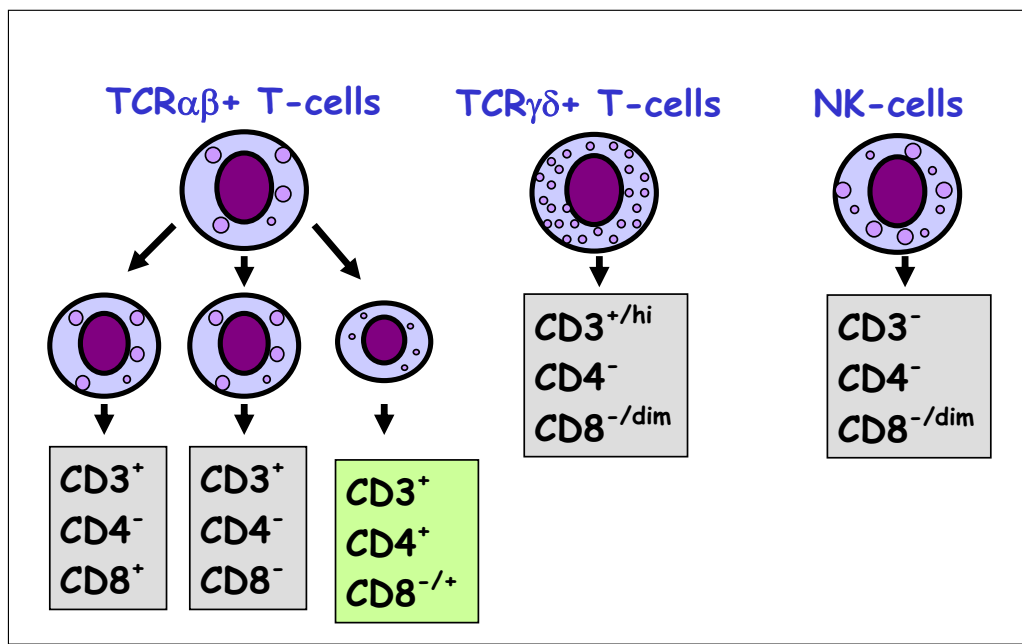 TCRαβ+ T-cells
TCRγδ+ T-cells
NK-cells
CD3⁺
CD4⁻
CD8⁺
CD3⁺
CD4⁻
CD8⁻
CD3⁺
CD4⁺
CD8⁻/⁺
CD3⁺/ʰⁱ
CD4⁻
CD8⁻/ᵈⁱᵐ
CD3⁻
CD4⁻
CD8⁻/ᵈⁱᵐ